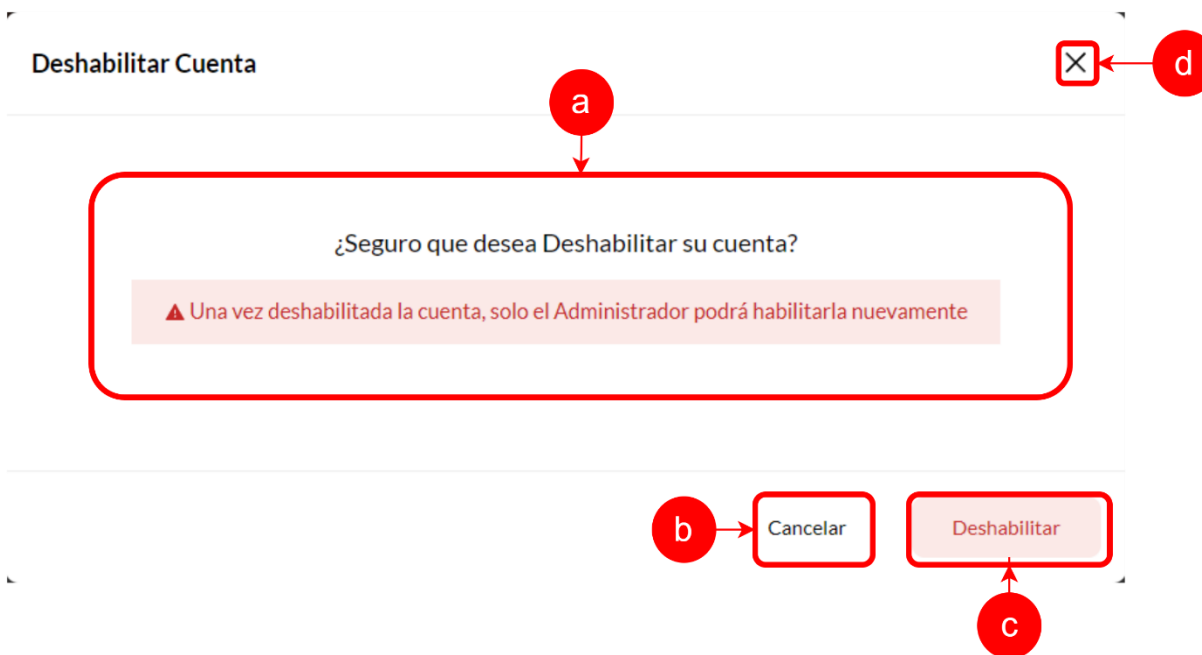 Deshabilitar Cuenta
d
a
¿Seguro que desea Deshabilitar su cuenta?
Una vez deshabilitada la cuenta, solo el Administrador podrá habilitarla nuevamente
b
Cancelar
Deshabilitar
c